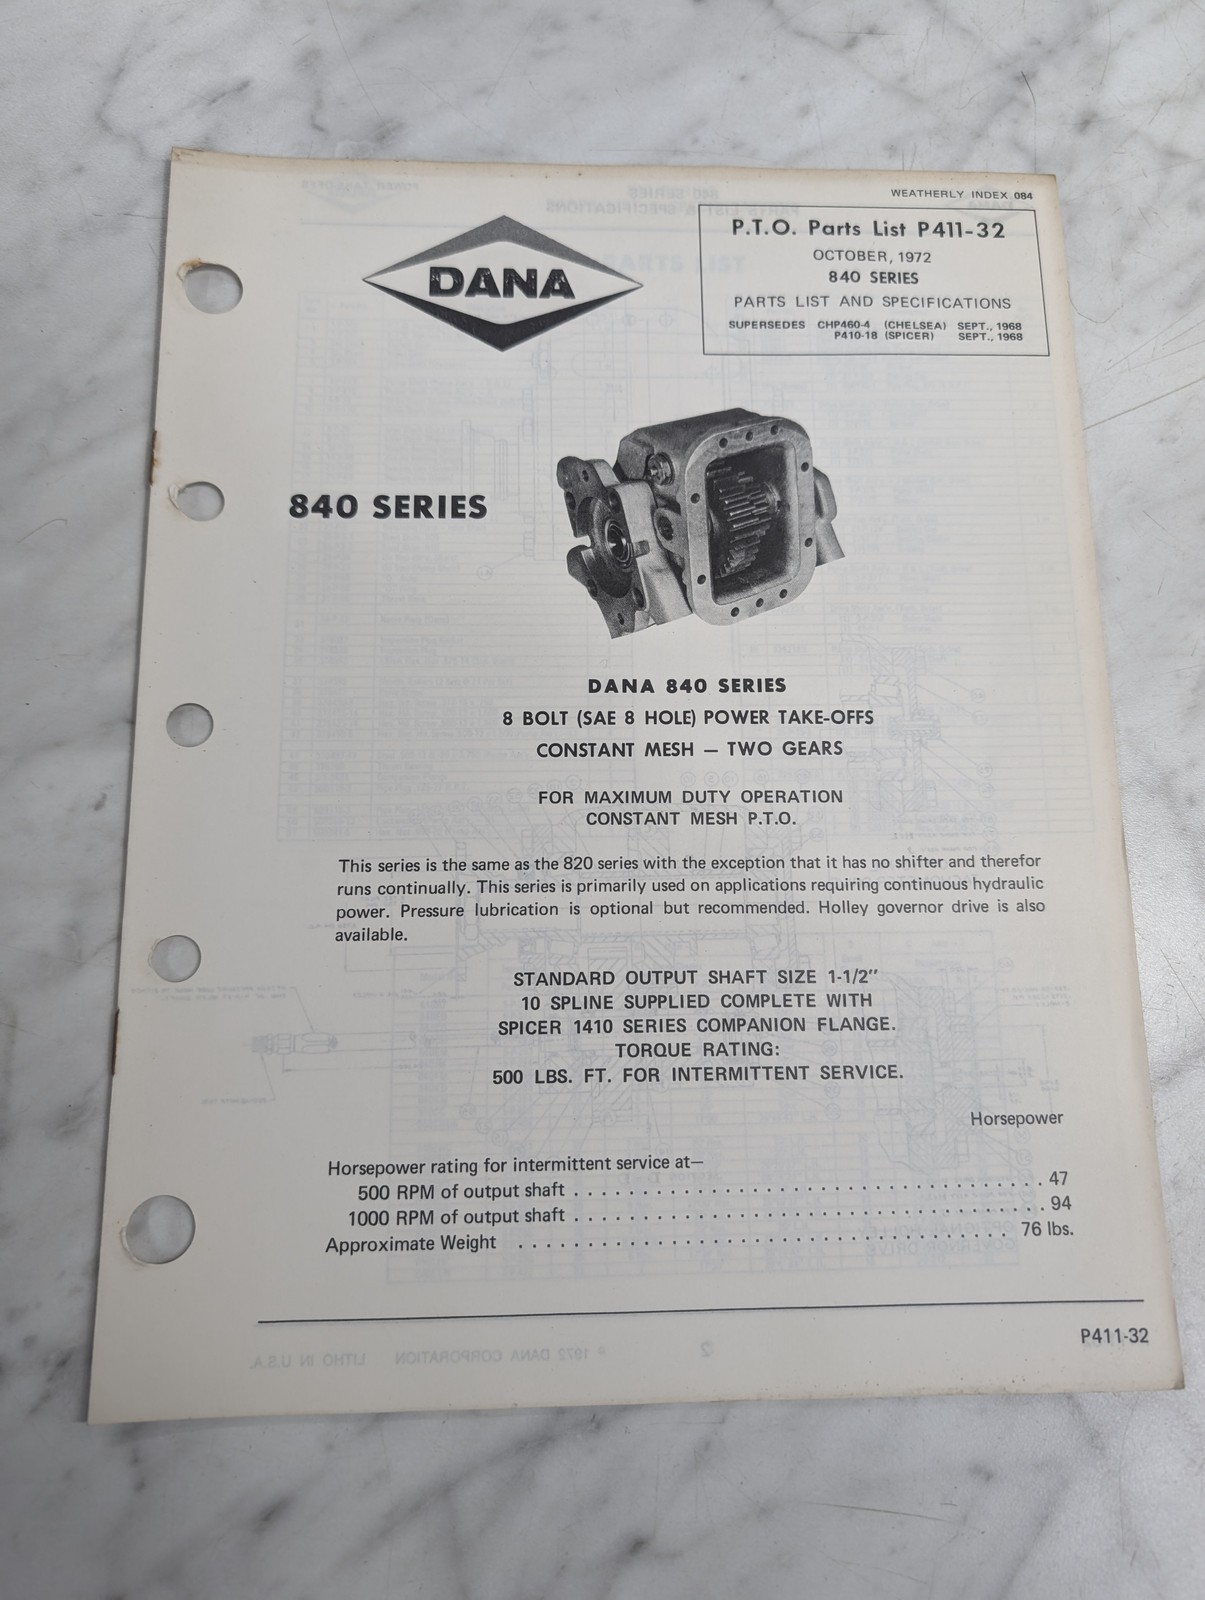 WEATHERLY INDEX 084
P.T.O. Parts List P411-32
OCTOBER, 1972
840 SERIES
PARTS LIST AND SPECIFICATIONS
SUPERSEDES CHP460-4 (CHELSEA) SEPT., 1968
P410-18 (SPICER) SEPT., 1968
DANA
840 SERIES
DANA 840 SERIES
8 BOLT (SAE 8 HOLE) POWER TAKE-OFFS
CONSTANT MESH — TWO GEARS
FOR MAXIMUM DUTY OPERATION
CONSTANT MESH P.T.O.
This series is the same as the 820 series with the exception that it has no shifter and therefor
runs continually. This series is primarily used on applications requiring continuous hydraulic
power. Pressure lubrication is optional but recommended. Holley governor drive is also
available.
STANDARD OUTPUT SHAFT SIZE 1-1/2"
10 SPLINE SUPPLIED COMPLETE WITH
SPICER 1410 SERIES COMPANION FLANGE.
TORQUE RATING:
500 LBS. FT. FOR INTERMITTENT SERVICE.
Horsepower
Horsepower rating for intermittent service at—
500 RPM of output shaft . . . . . . . . . . . . . . . . . . . . . . . . . . . . . . . . . . . . . 47
1000 RPM of output shaft . . . . . . . . . . . . . . . . . . . . . . . . . . . . . . . . . . . . . 94
Approximate Weight . . . . . . . . . . . . . . . . . . . . . . . . . . . . . . . . . . . . . . 76 lbs.
P411-32